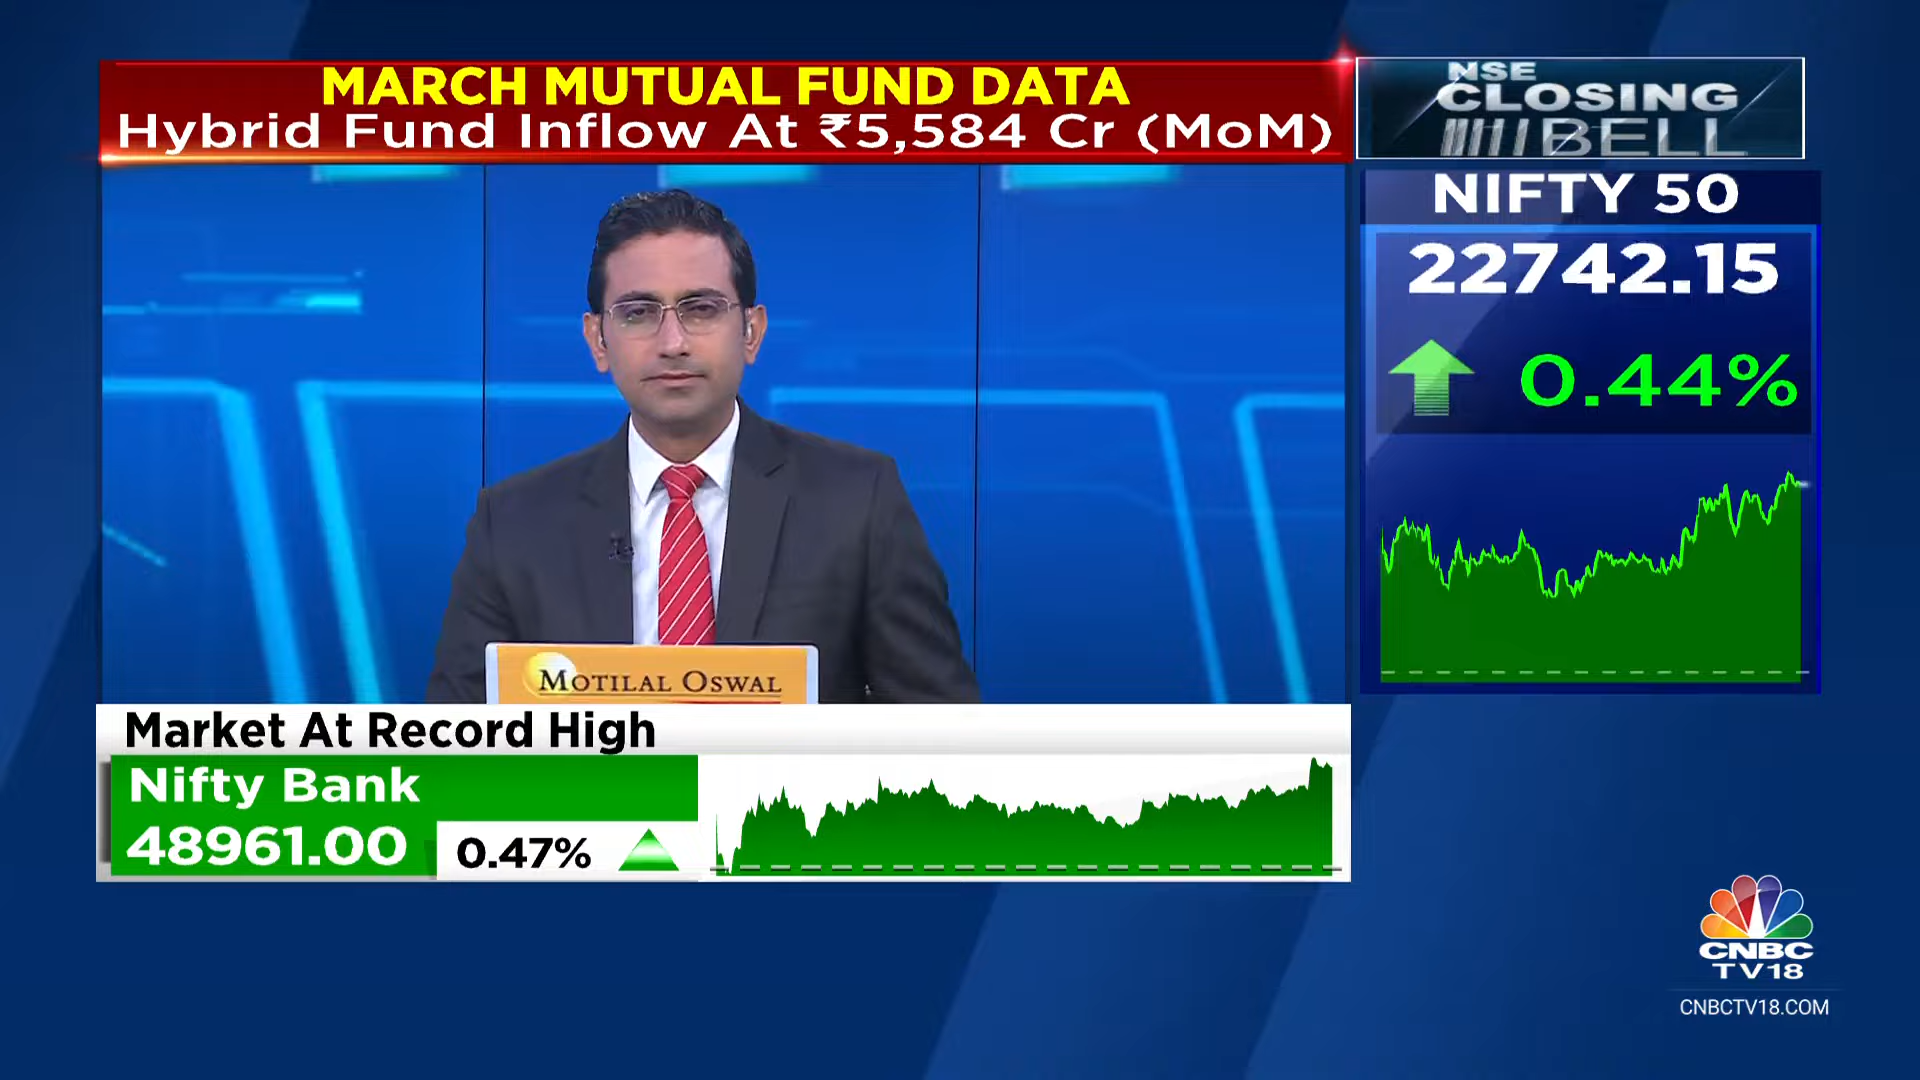 MARCH MUTUAL FUND DATA
Hybrid Fund Inflow At ₹5,584 Cr (MoM)
NSE
CLOSING
BELL
NIFTY 50
22742.15
0.44%
MOTILAL OSWAL
Market At Record High
Nifty Bank
48961.00
0.47%
CNBC
TV18
CNBCTV18.COM